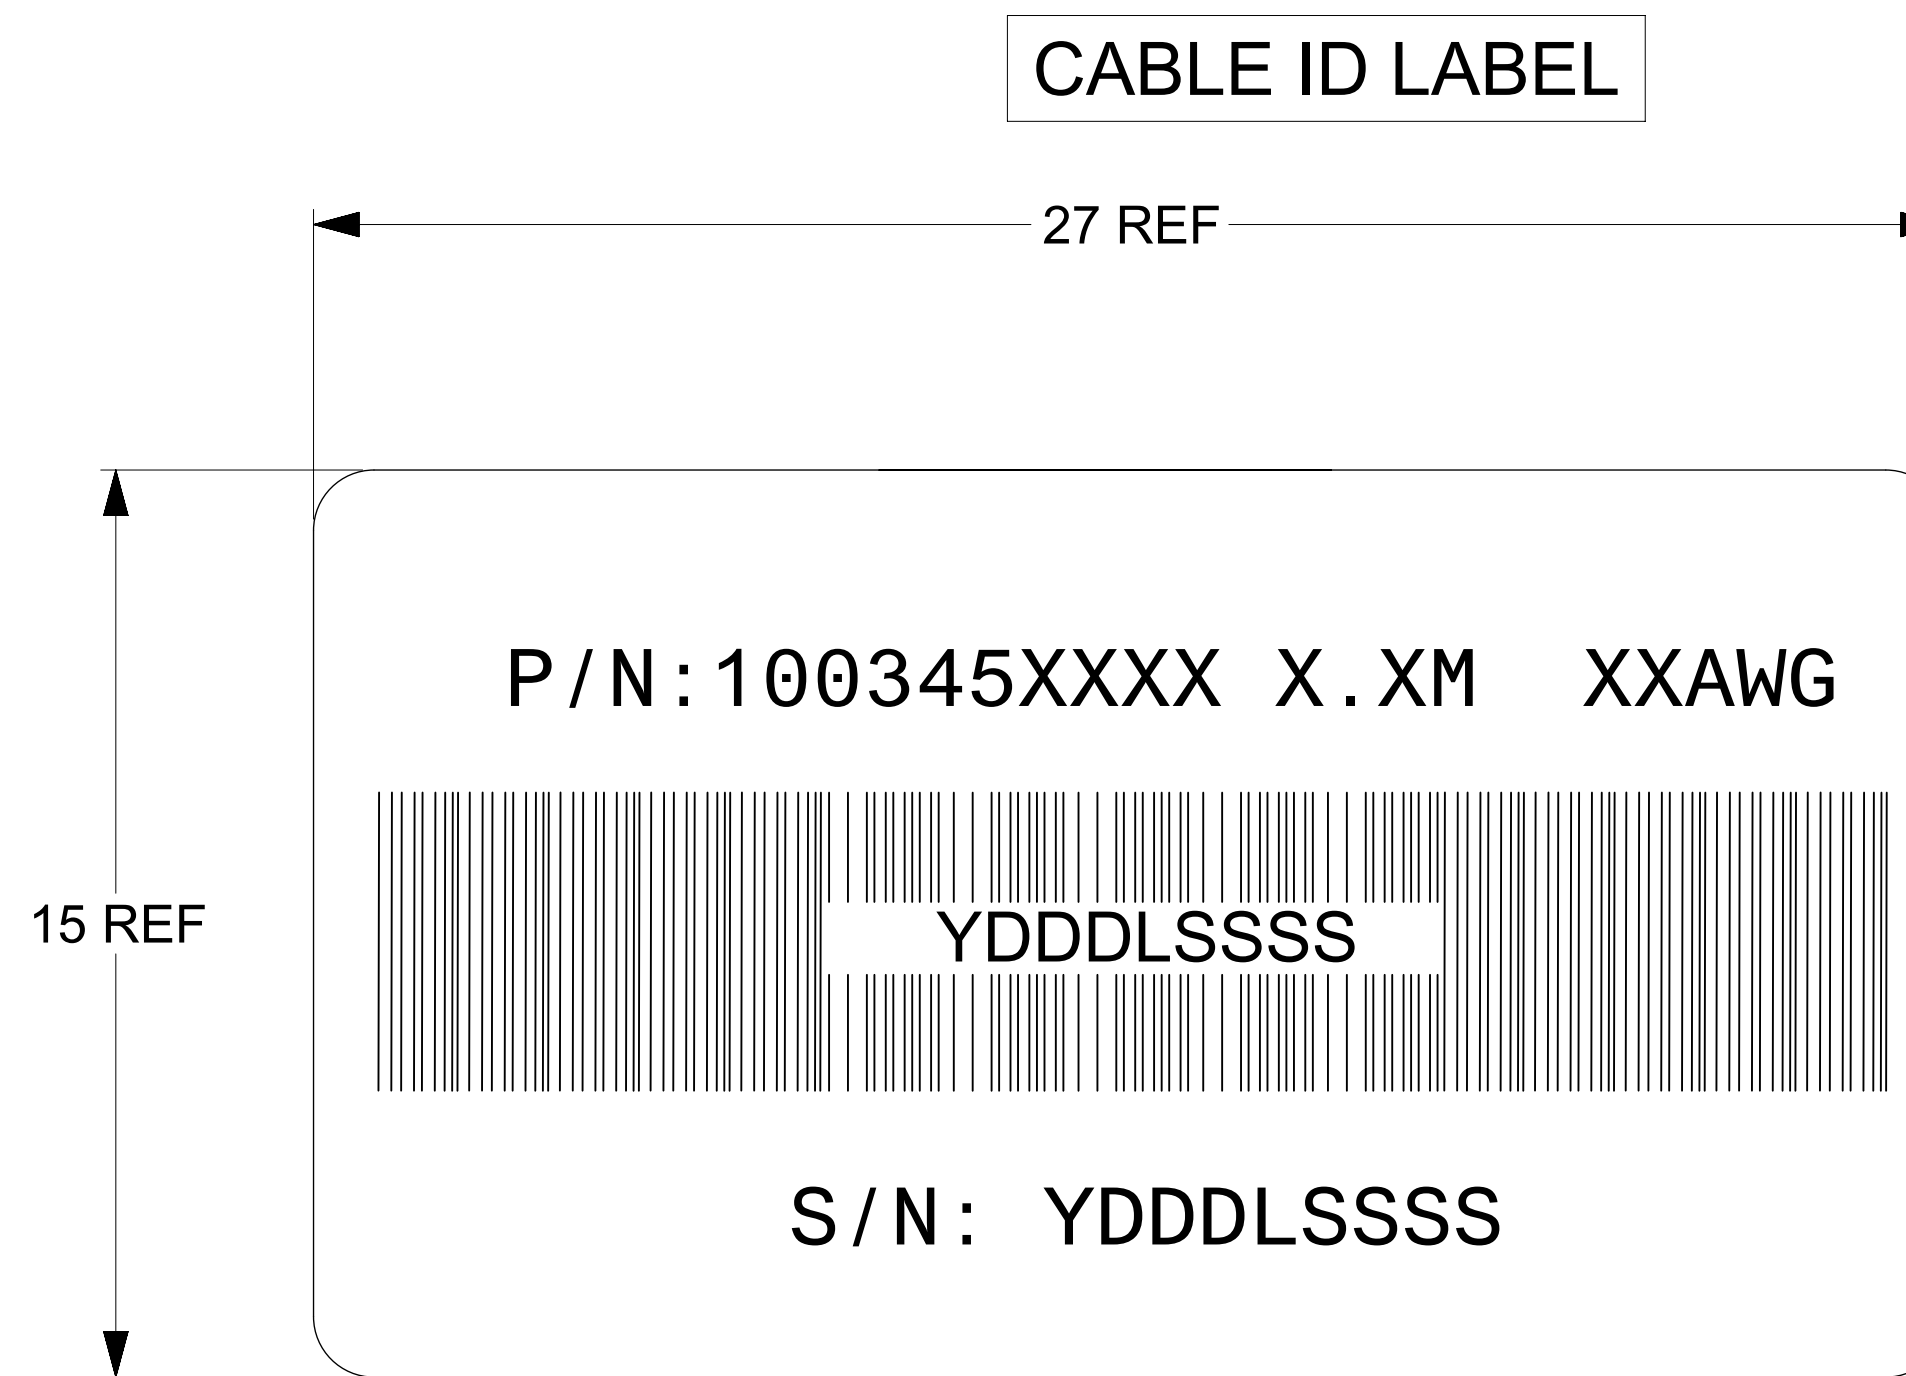 CABLE ID LABEL
27 REF
P/N:100345XXXX X.XM  XXAWG
15 REF
YDDDLSSSS
S/N: YDDDLSSSS